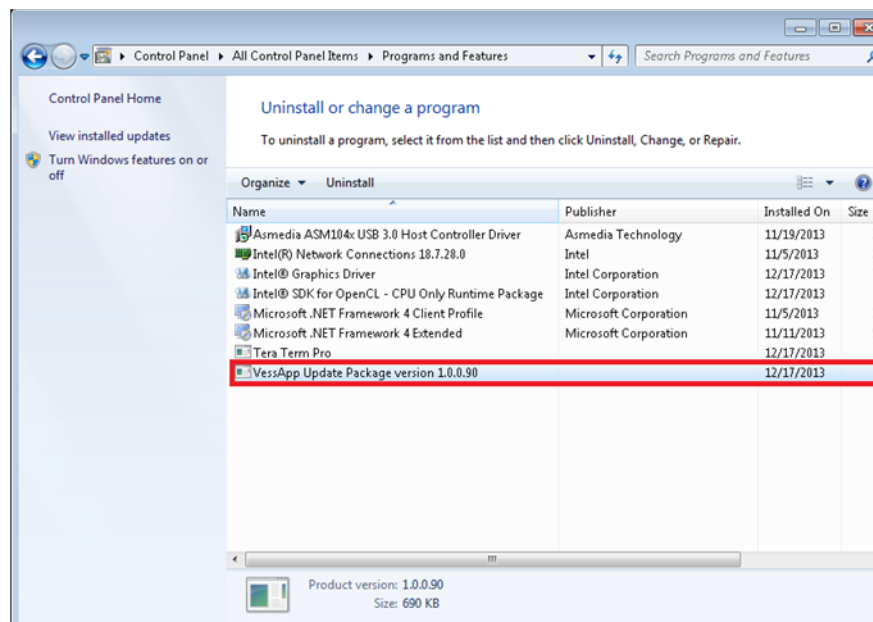 Control Panel All Control Panel Items Programs and Features Search Programs and Features
Control Panel Home
View installed updates
Turn Windows features on or
off
Uninstall or change a program
To uninstall a program, select it from the list and then click Uninstall, Change, or Repair.
Organize Uninstall
Name Publisher Installed On Size
Asmedia ASM104x USB 3.0 Host Controller Driver Asmedia Technology 11/19/2013
Intel(R) Network Connections 18.7.28.0 Intel 11/5/2013
Intel® Graphics Driver Intel Corporation 12/17/2013
Intel® SDK for OpenCL - CPU Only Runtime Package Intel Corporation 12/17/2013
Microsoft .NET Framework 4 Client Profile Microsoft Corporation 11/5/2013
Microsoft .NET Framework 4 Extended Microsoft Corporation 11/11/2013
Tera Term Pro 12/17/2013
VessApp Update Package version 1.0.0.90 12/17/2013
Product version: 1.0.0.90
Size: 690 KB